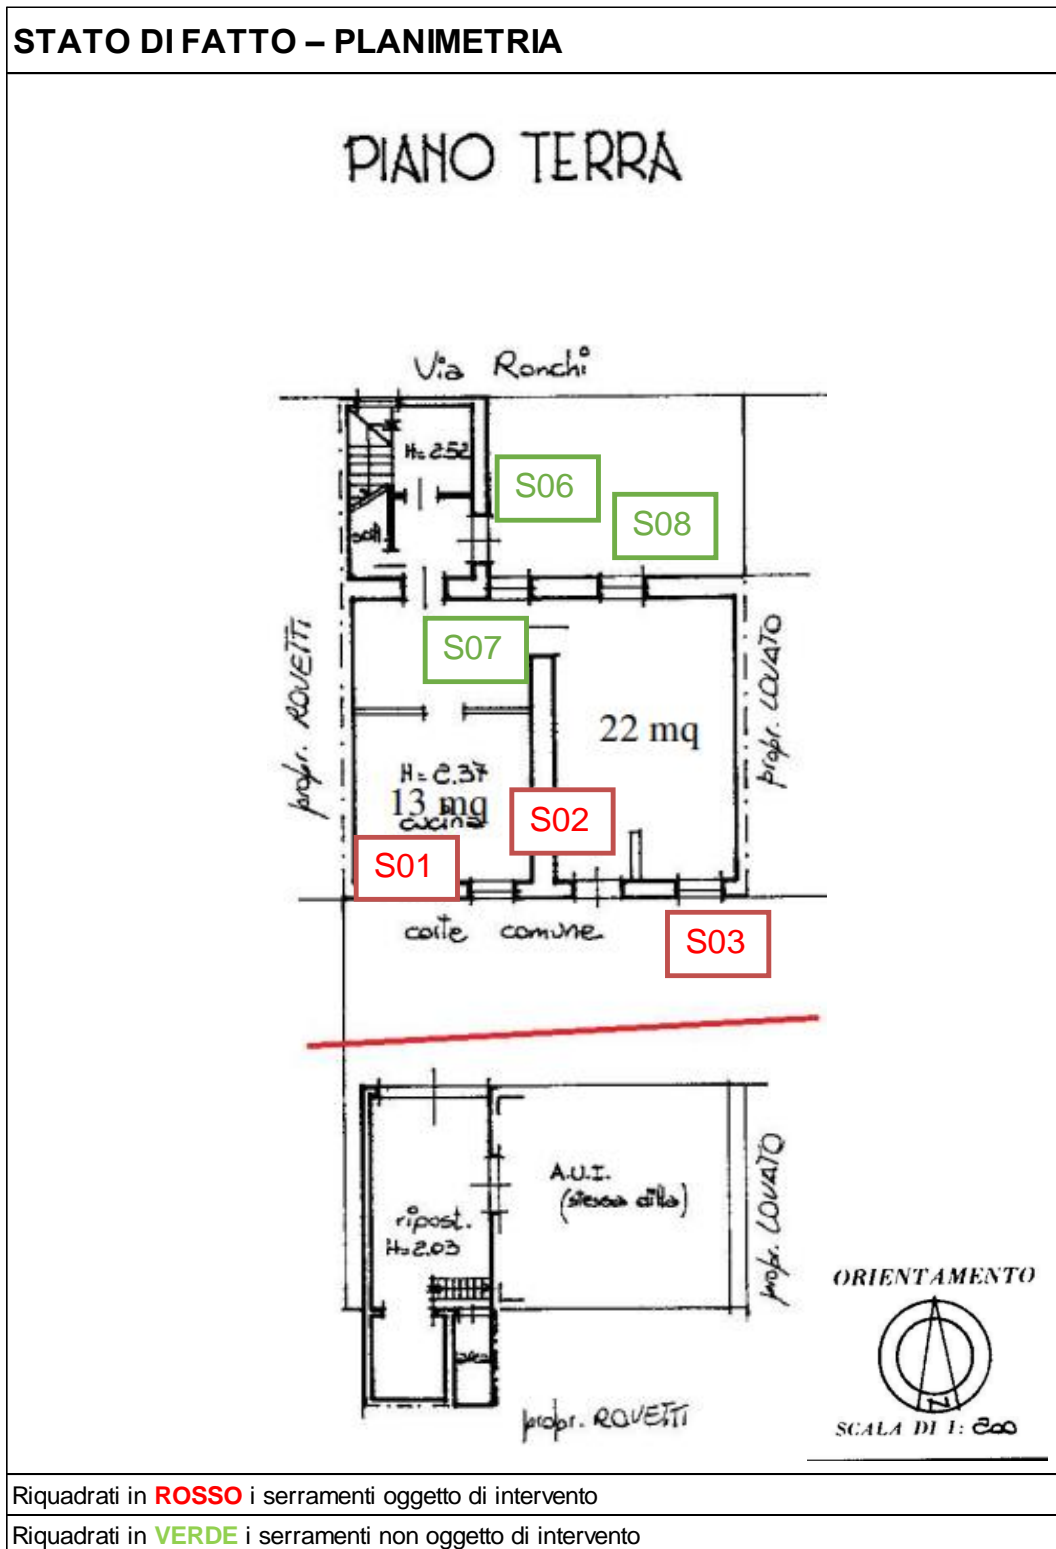 STATO DI FATTO – PLANIMETRIA
PIANO TERRA
Via Ronchi
H= 2.52
S06
S08
propr. ROVETTI
S07
propr. LOVATO
22 mq
H= 2.37
13 mq
cucina
S02
S01
corte comune
S03
A.U.I.
(stessa ditta)
ripost.
H=2.03
propr. LOVATO
propr. ROVETTI
ORIENTAMENTO
N
SCALA DI 1: 200
Riquadrati in ROSSO i serramenti oggetto di intervento
Riquadrati in VERDE i serramenti non oggetto di intervento